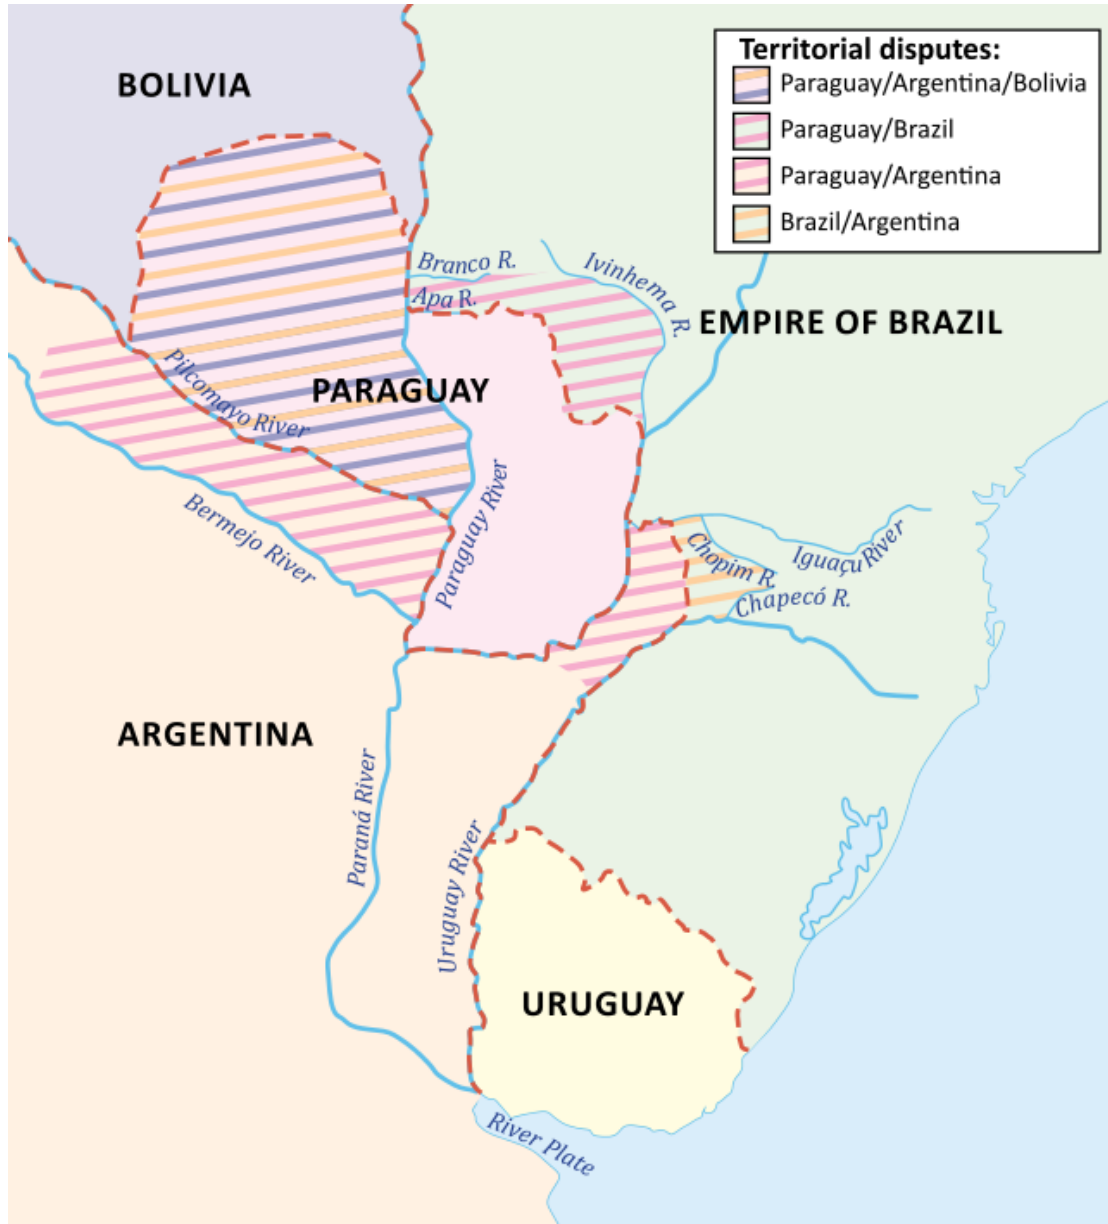 Territorial disputes:
Paraguay/Argentina/Bolivia
Paraguay/Brazil
Paraguay/Argentina
Brazil/Argentina
BOLIVIA
Branco R.
Ivinhema R.
Apa R.
EMPIRE OF BRAZIL
Pilcomayo River
PARAGUAY
Bermejo River
Paraguay River
Iguaçu River
Chopim R.
Chapecó R.
ARGENTINA
Paraná River
Uruguay River
URUGUAY
River Plate